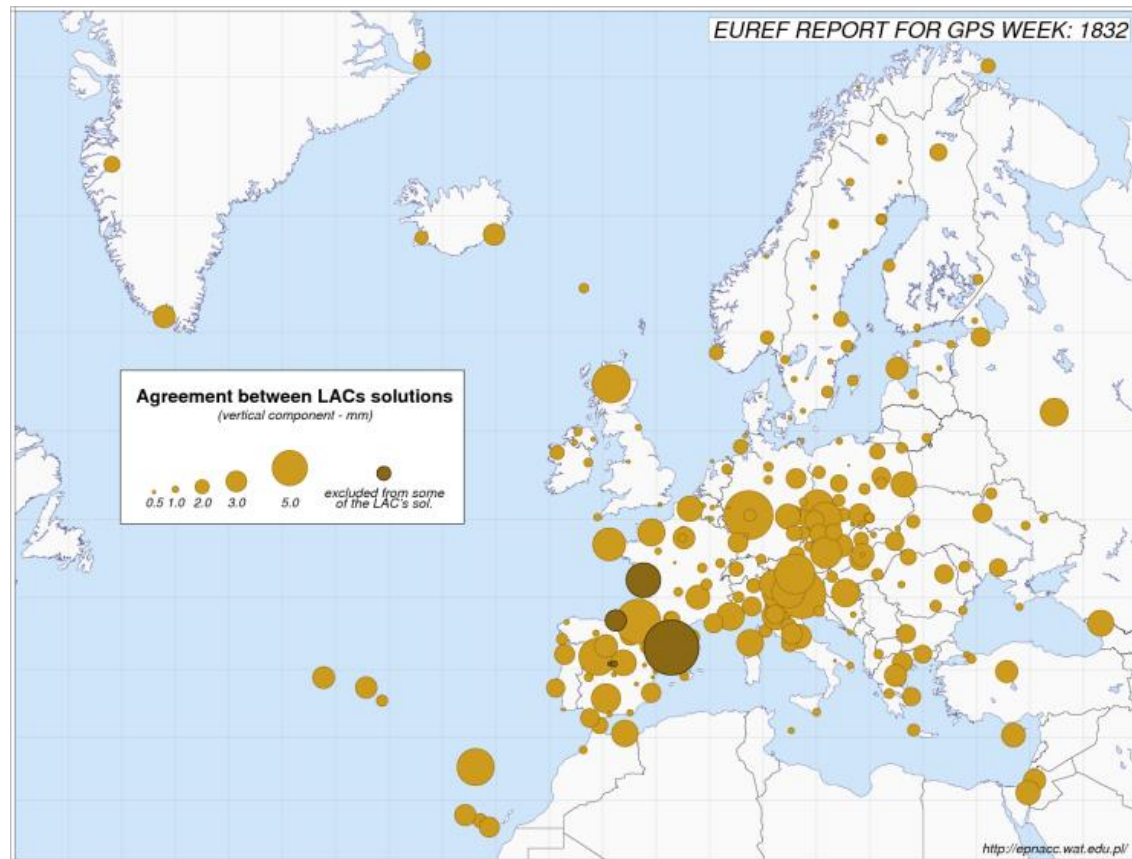 EUREF REPORT FOR GPS WEEK: 1832
Agreement between LACs solutions
(vertical component - mm)
0.5 1.0 2.0 3.0 5.0
excluded from some
of the LAC's sol.
http://epnacc.wat.edu.pl/